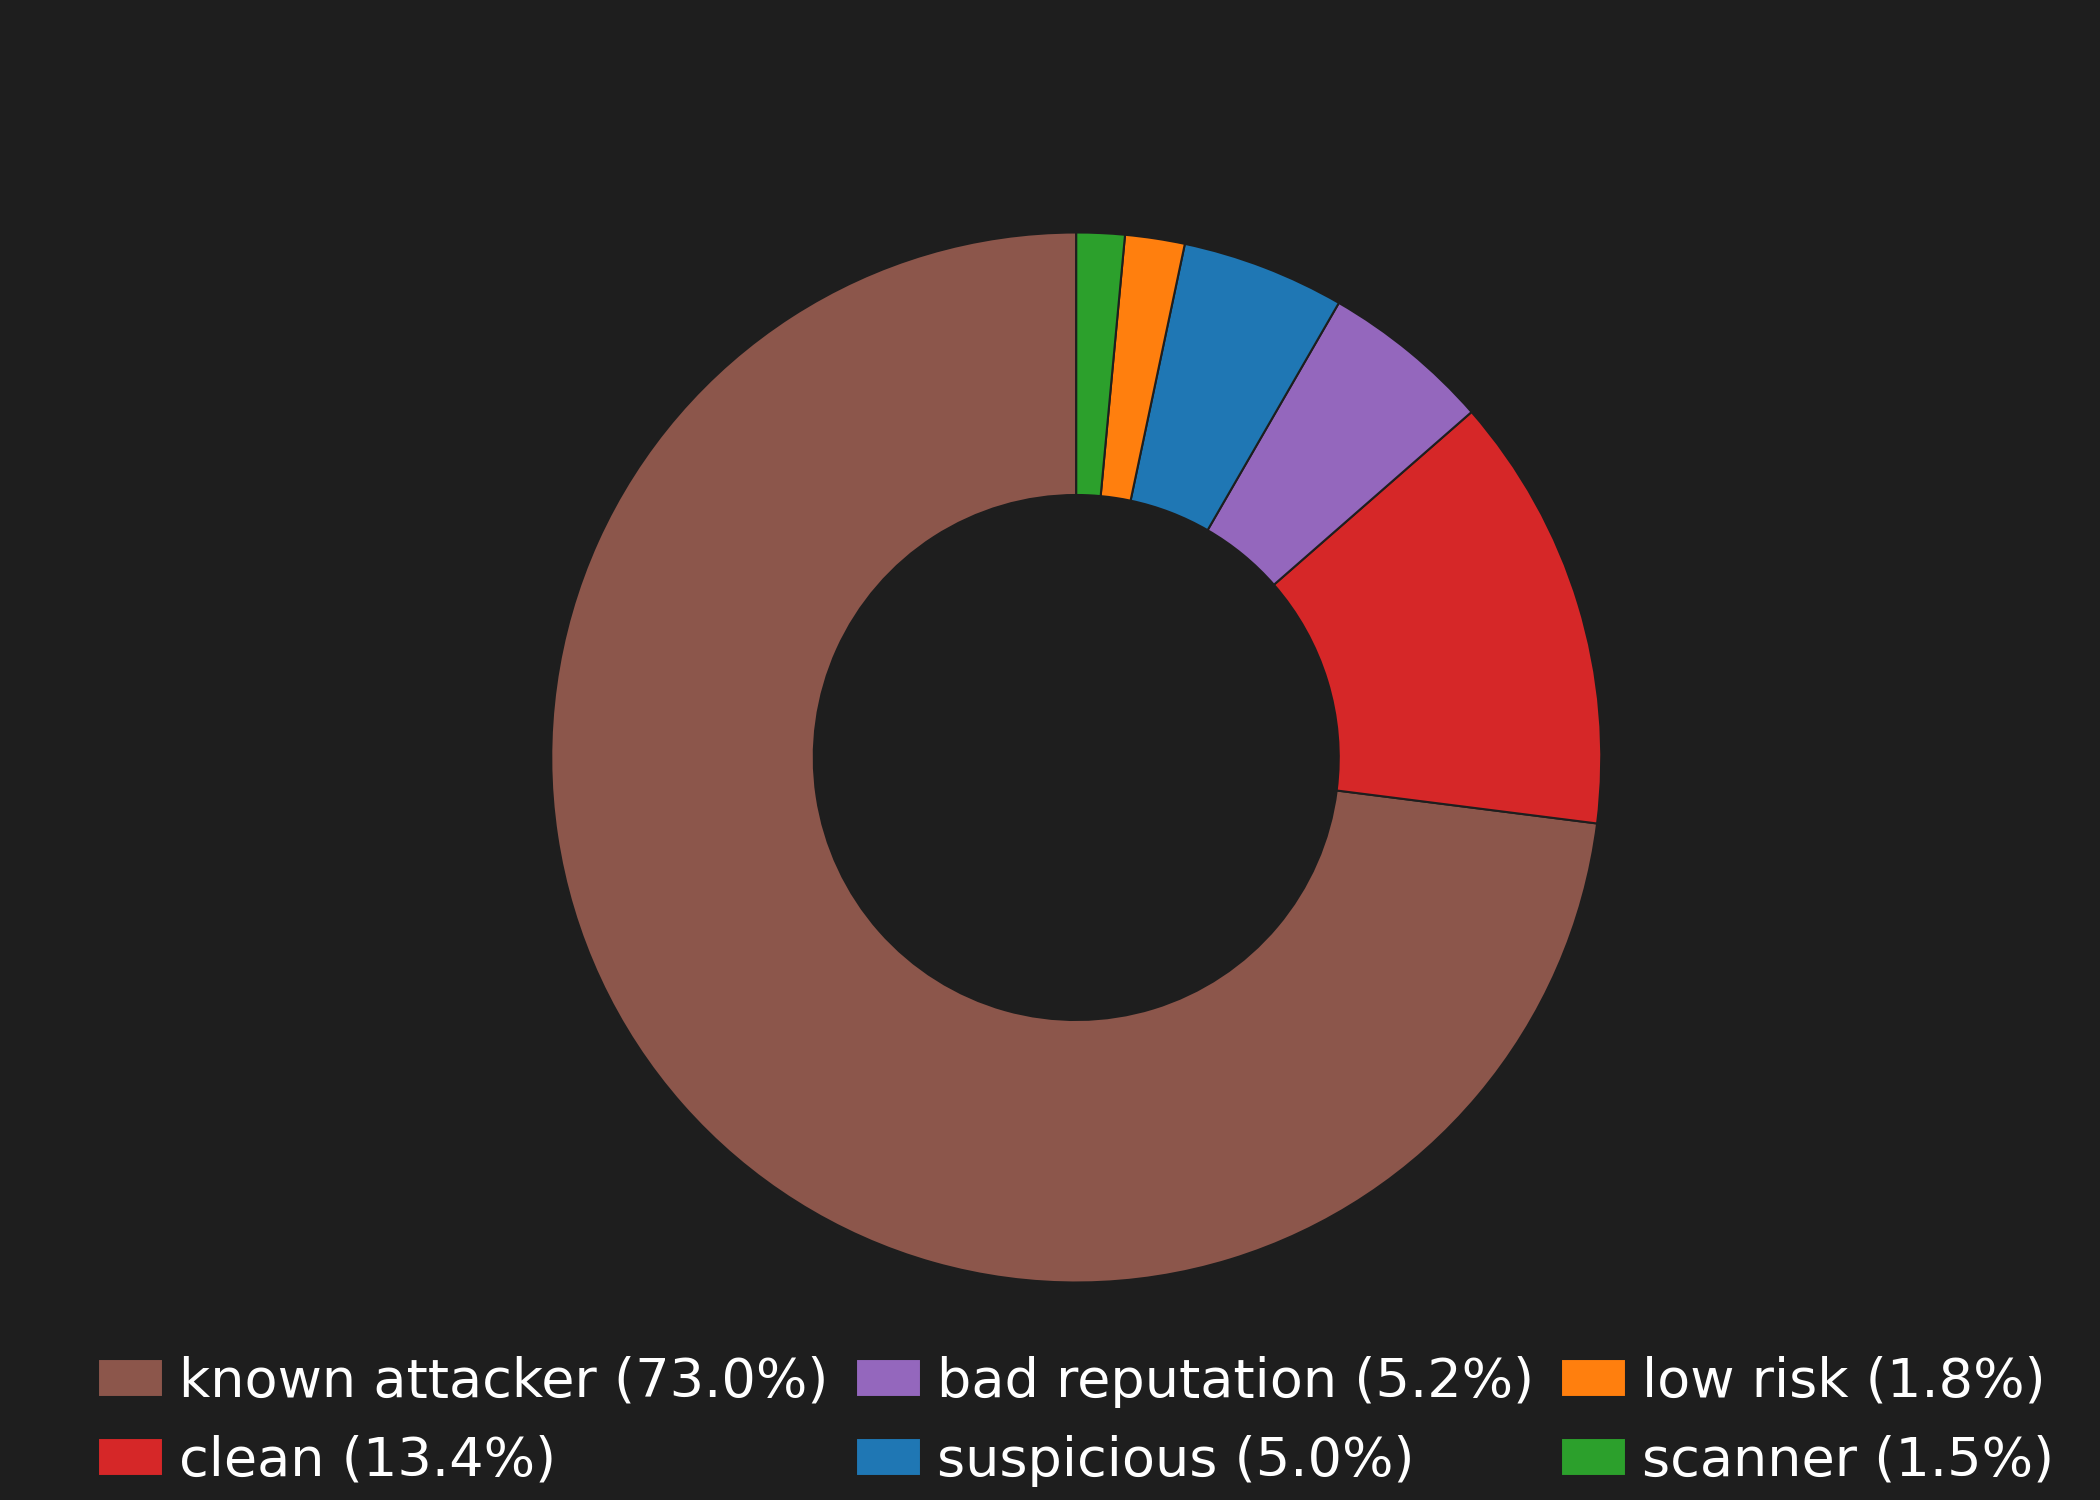 known attacker (73.0%) bad reputation (5.2%) low risk (1.8%)
clean (13.4%) suspicious (5.0%) scanner (1.5%)